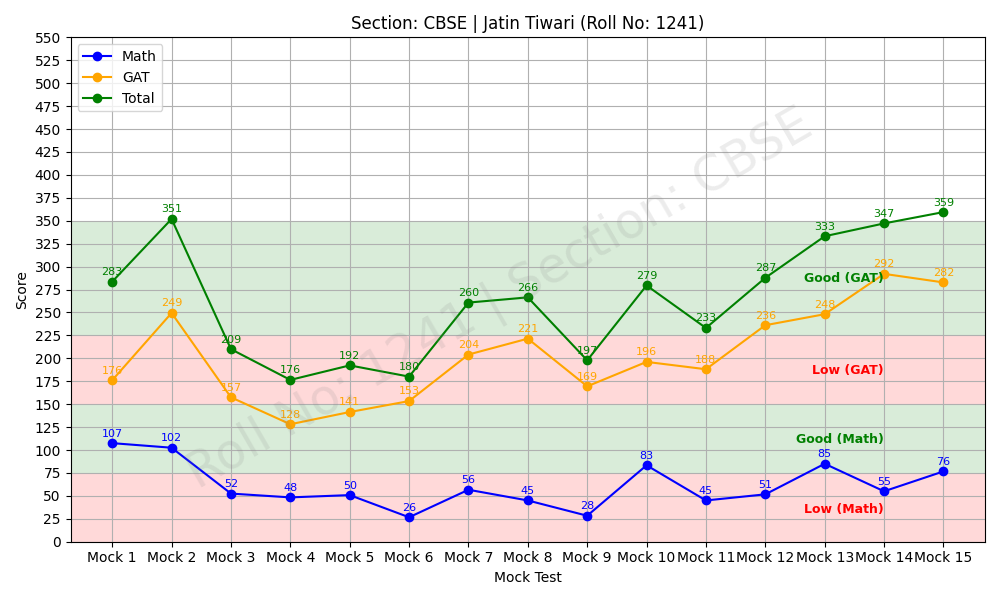 Section: CBSE | Jatin Tiwari (Roll No: 1241)
Score
550
525
500
475
450
425
400
375
350
325
300
275
250
225
200
175
150
125
100
75
50
25
0
Math
GAT
Total
Roll No: 1241 | Section: CBSE
283 351 209 176 192 180 260 266 197 279 233 287 333 347 359
176 249 157 128 141 153 204 221 169 196 188 236 248 292 282
107 102 52 48 50 26 56 45 28 83 45 51 85 55 76
Good (GAT)
Low (GAT)
Good (Math)
Low (Math)
Mock 1 Mock 2 Mock 3 Mock 4 Mock 5 Mock 6 Mock 7 Mock 8 Mock 9 Mock 10 Mock 11 Mock 12 Mock 13 Mock 14 Mock 15
Mock Test